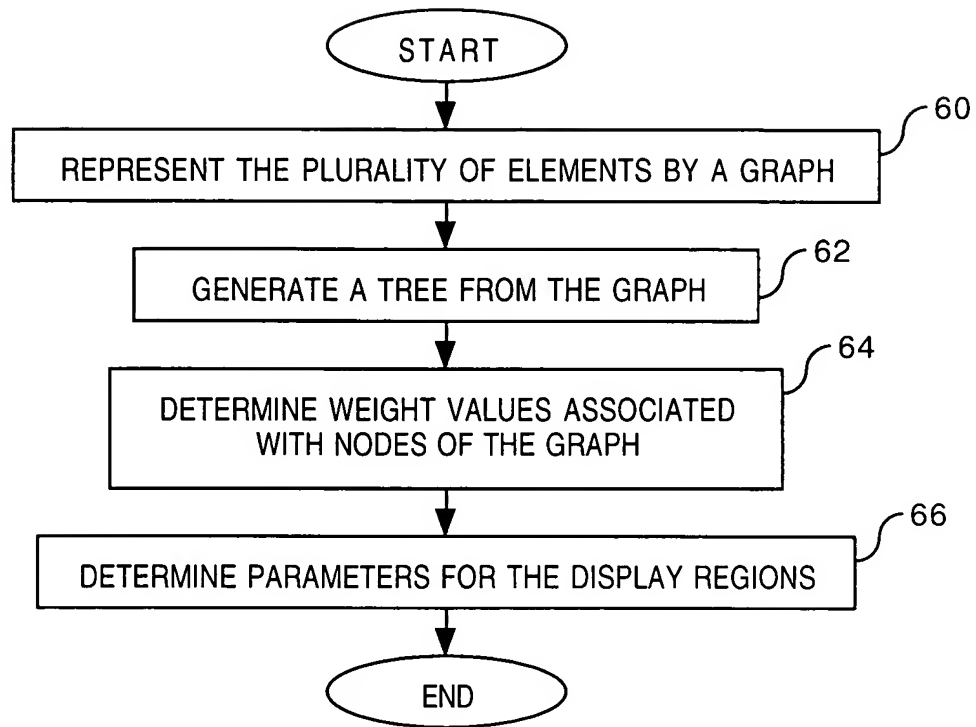 START
60
REPRESENT THE PLURALITY OF ELEMENTS BY A GRAPH
62
GENERATE A TREE FROM THE GRAPH
64
DETERMINE WEIGHT VALUES ASSOCIATED
WITH NODES OF THE GRAPH
66
DETERMINE PARAMETERS FOR THE DISPLAY REGIONS
END